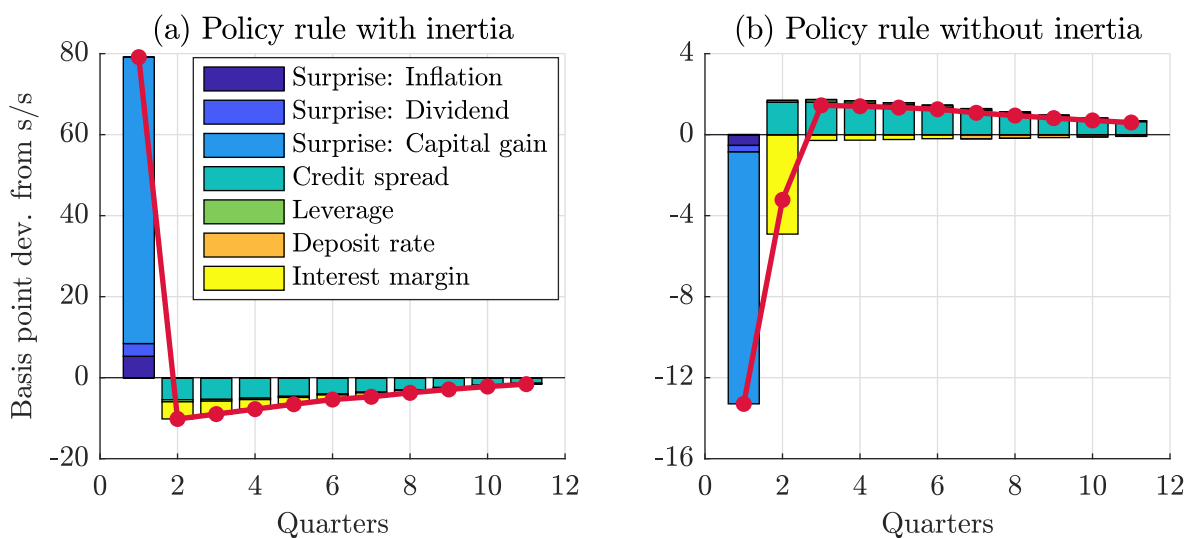 (a) Policy rule with inertia
Basis point dev. from s/s
80
60
40
20
0
-20
Surprise: Inflation
Surprise: Dividend
Surprise: Capital gain
Credit spread
Leverage
Deposit rate
Interest margin
0 2 4 6 8 10 12
Quarters
(b) Policy rule without inertia
4
0
-4
-8
-12
-16
0 2 4 6 8 10 12
Quarters